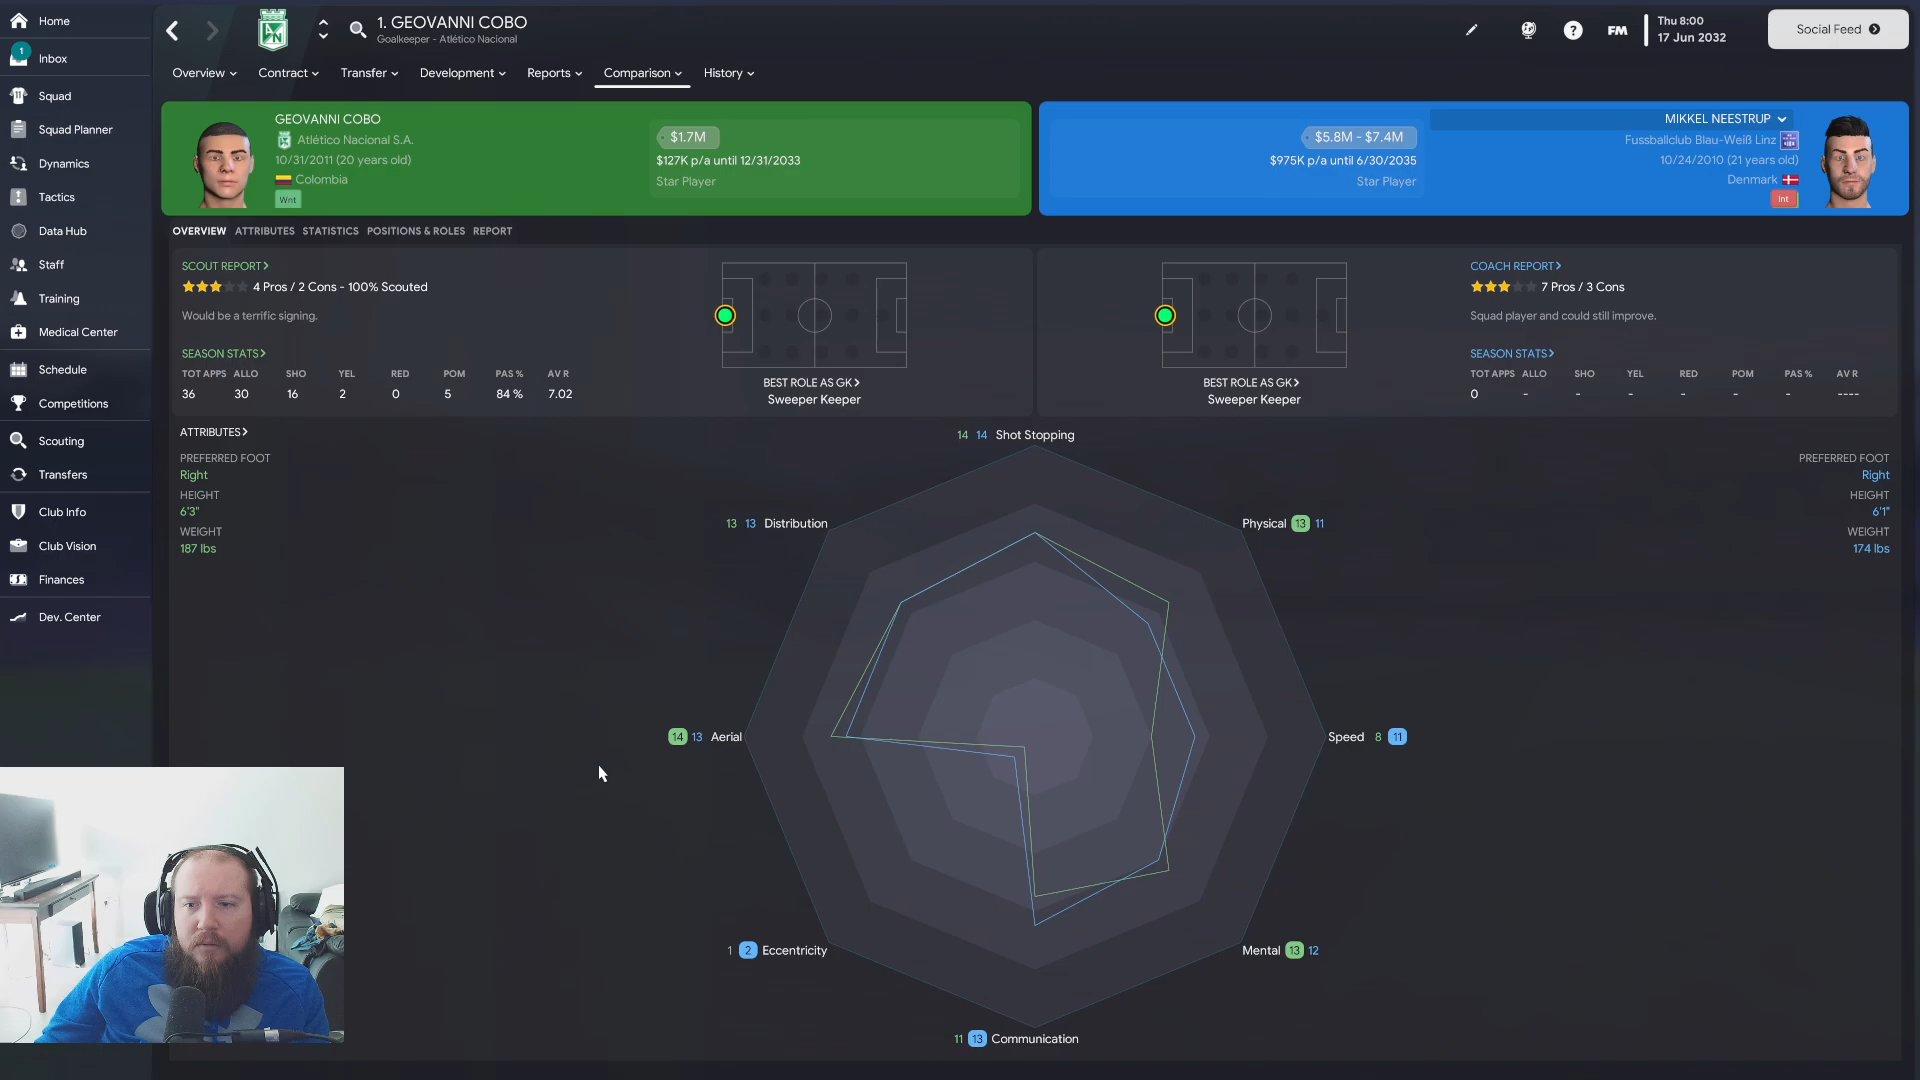 Home
1
Inbox
Squad
Squad Planner
Dynamics
Tactics
Data Hub
Staff
Training
Medical Center
Schedule
Competitions
Scouting
Transfers
Club Info
Club Vision
Finances
Dev. Center
1. GEOVANNI COBO
Goalkeeper - Atlético Nacional
? FM
Thu 8:00
17 Jun 2032
Social Feed
Overview Contract Transfer Development Reports Comparison History
GEOVANNI COBO
Atlético Nacional S.A.
10/31/2011 (20 years old)
Colombia
Wnt
$1.7M
$127K p/a until 12/31/2033
Star Player
$5.8M - $7.4M
$975K p/a until 6/30/2035
Star Player
MIKKEL NEESTRUP
Fussballclub Blau-Weiß Linz
10/24/2010 (21 years old)
Denmark
Int
OVERVIEW ATTRIBUTES STATISTICS POSITIONS & ROLES REPORT
SCOUT REPORT
4 Pros / 2 Cons - 100% Scouted
Would be a terrific signing.
SEASON STATS
TOT APPS ALLO SHO YEL RED POM PAS % AV R
36 30 16 2 0 5 84 % 7.02
BEST ROLE AS GK
Sweeper Keeper
BEST ROLE AS GK
Sweeper Keeper
COACH REPORT
7 Pros / 3 Cons
Squad player and could still improve.
SEASON STATS
TOT APPS ALLO SHO YEL RED POM PAS % AV R
0 - - - - - - ----
ATTRIBUTES
PREFERRED FOOT
Right
HEIGHT
6'3"
WEIGHT
187 lbs
14 14 Shot Stopping
13 13 Distribution
Physical 13 11
14 13 Aerial
Speed 8 11
1 2 Eccentricity
Mental 13 12
11 13 Communication
PREFERRED FOOT
Right
HEIGHT
6'1"
WEIGHT
174 lbs